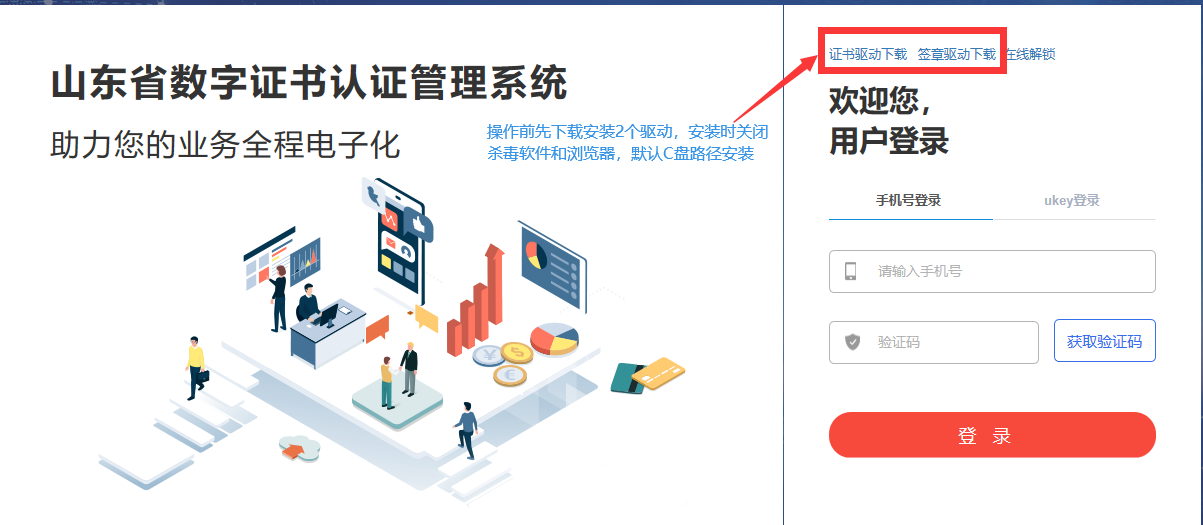 山东省数字证书认证管理系统
助力您的业务全程电子化
操作前先下载安装2个驱动，安装时关闭
杀毒软件和浏览器，默认C盘路径安装
证书驱动下载 签章驱动下载 在线解锁
欢迎您，
用户登录
手机号登录 ukey登录
请输入手机号
验证码 获取验证码
登 录